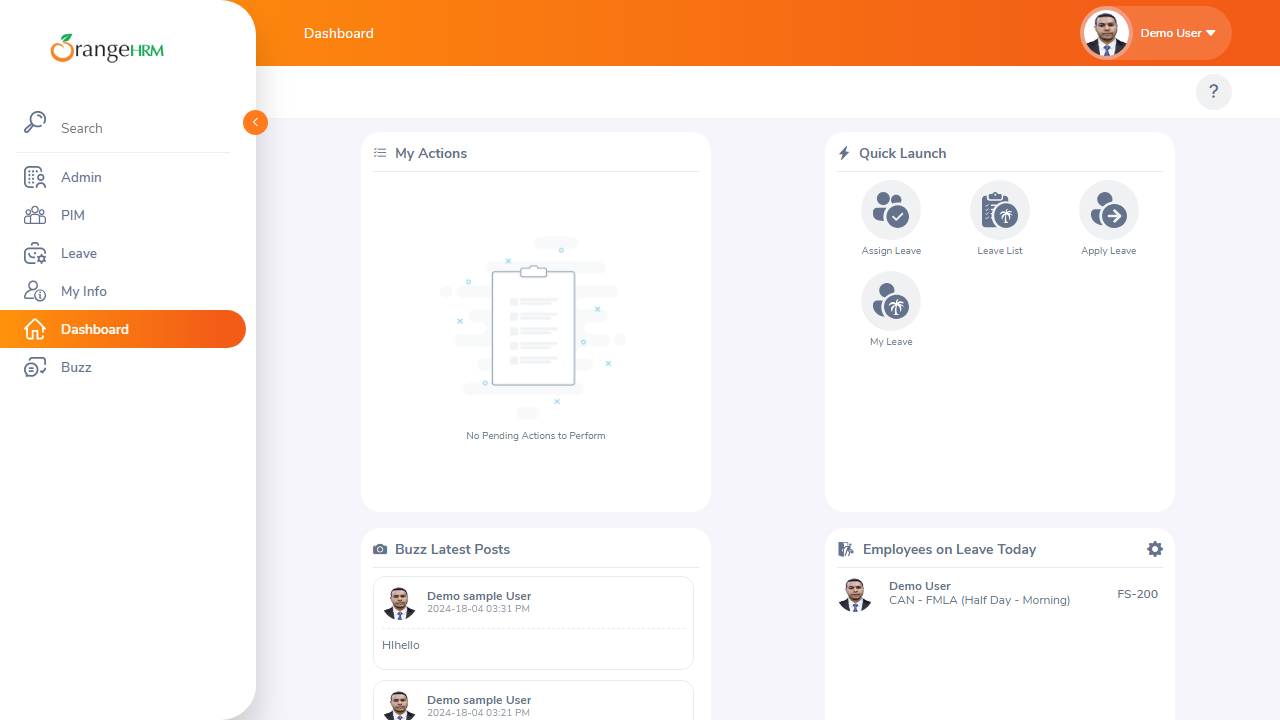 OrangeHRM
Search
Admin
PIM
Leave
My Info
Dashboard
Buzz
Dashboard
Demo User
?
My Actions
No Pending Actions to Perform
Quick Launch
Assign Leave
Leave List
Apply Leave
My Leave
Buzz Latest Posts
Demo sample User
2024-18-04 03:31 PM
HIhello
Demo sample User
2024-18-04 03:21 PM
Employees on Leave Today
Demo User
CAN - FMLA (Half Day - Morning)
FS-200